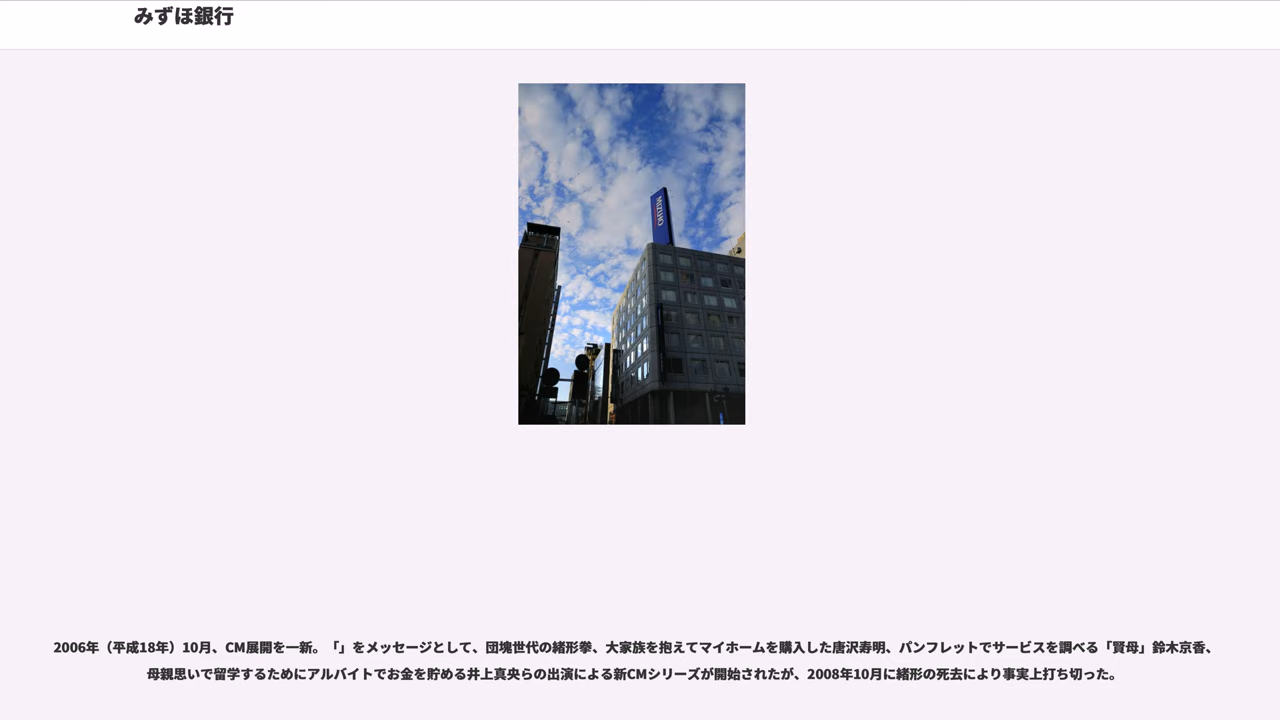 みずほ銀行
MIZUHO
2006年（平成18年）10月、CM展開を一新。「」をメッセージとして、団塊世代の緒形拳、大家族を抱えてマイホームを購入した唐沢寿明、パンフレットでサービスを調べる「賢母」鈴木京香、
母親思いで留学するためにアルバイトでお金を貯める井上真央らの出演による新CMシリーズが開始されたが、2008年10月に緒形の死去により事実上打ち切った。